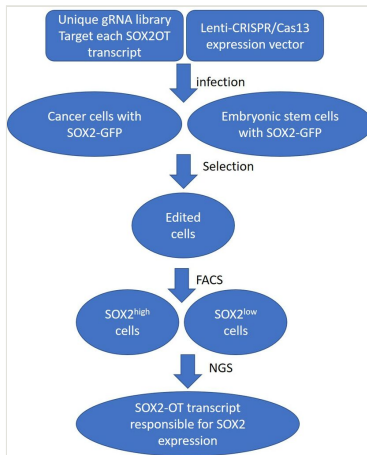 Unique gRNA library
Target each SOX2OT
transcript
Lenti-CRISPR/Cas13
expression vector
infection
Cancer cells with
SOX2-GFP
Embryonic stem cells
with SOX2-GFP
Selection
Edited
cells
FACS
SOX2high
cells
SOX2low
cells
NGS
SOX2-OT transcript
responsible for SOX2
expression